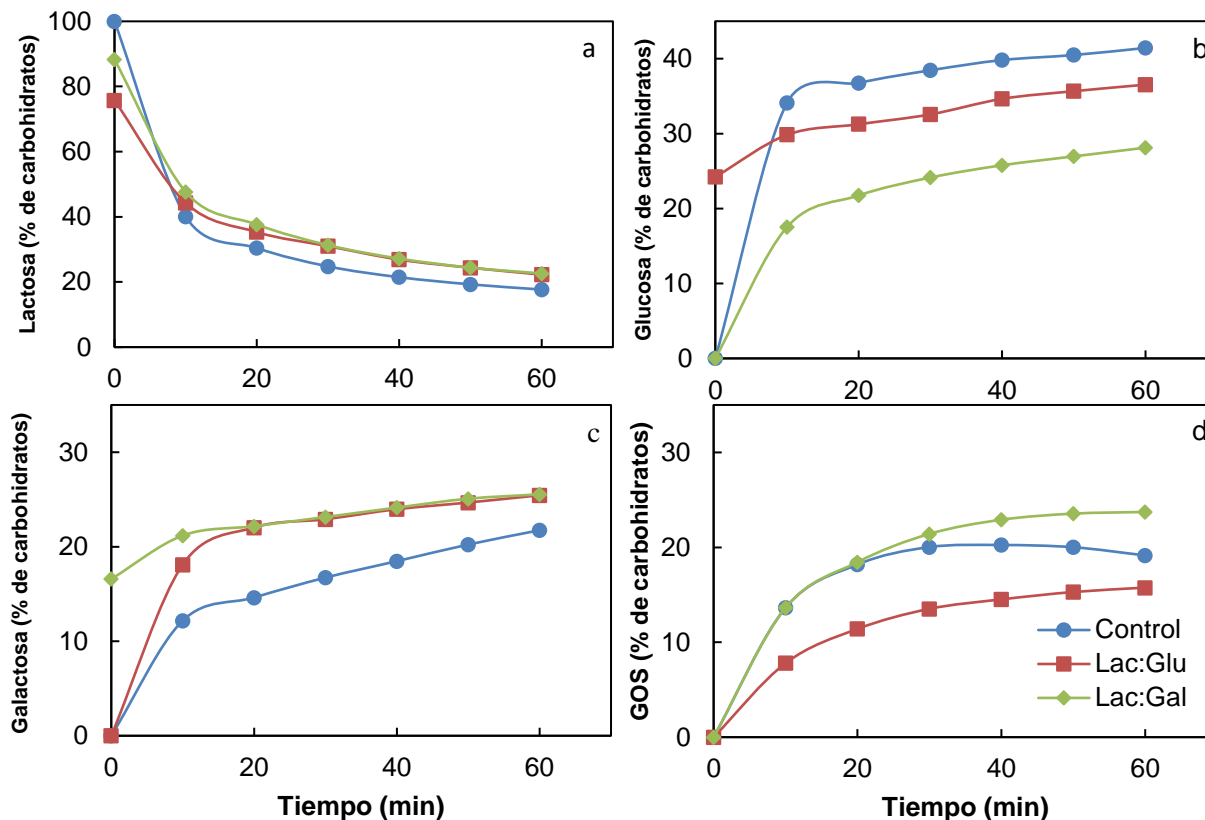 Lactosa (% de carbohidratos)
100
80
60
40
20
0
a
0
20
40
60
Glucosa (% de carbohidratos)
40
30
20
10
0
b
0
20
40
60
Galactosa (% de carbohidratos)
30
20
10
0
c
0
20
40
60
Tiempo (min)
GOS (% de carbohidratos)
30
20
10
0
d
Control
Lac:Glu
Lac:Gal
0
20
40
60
Tiempo (min)